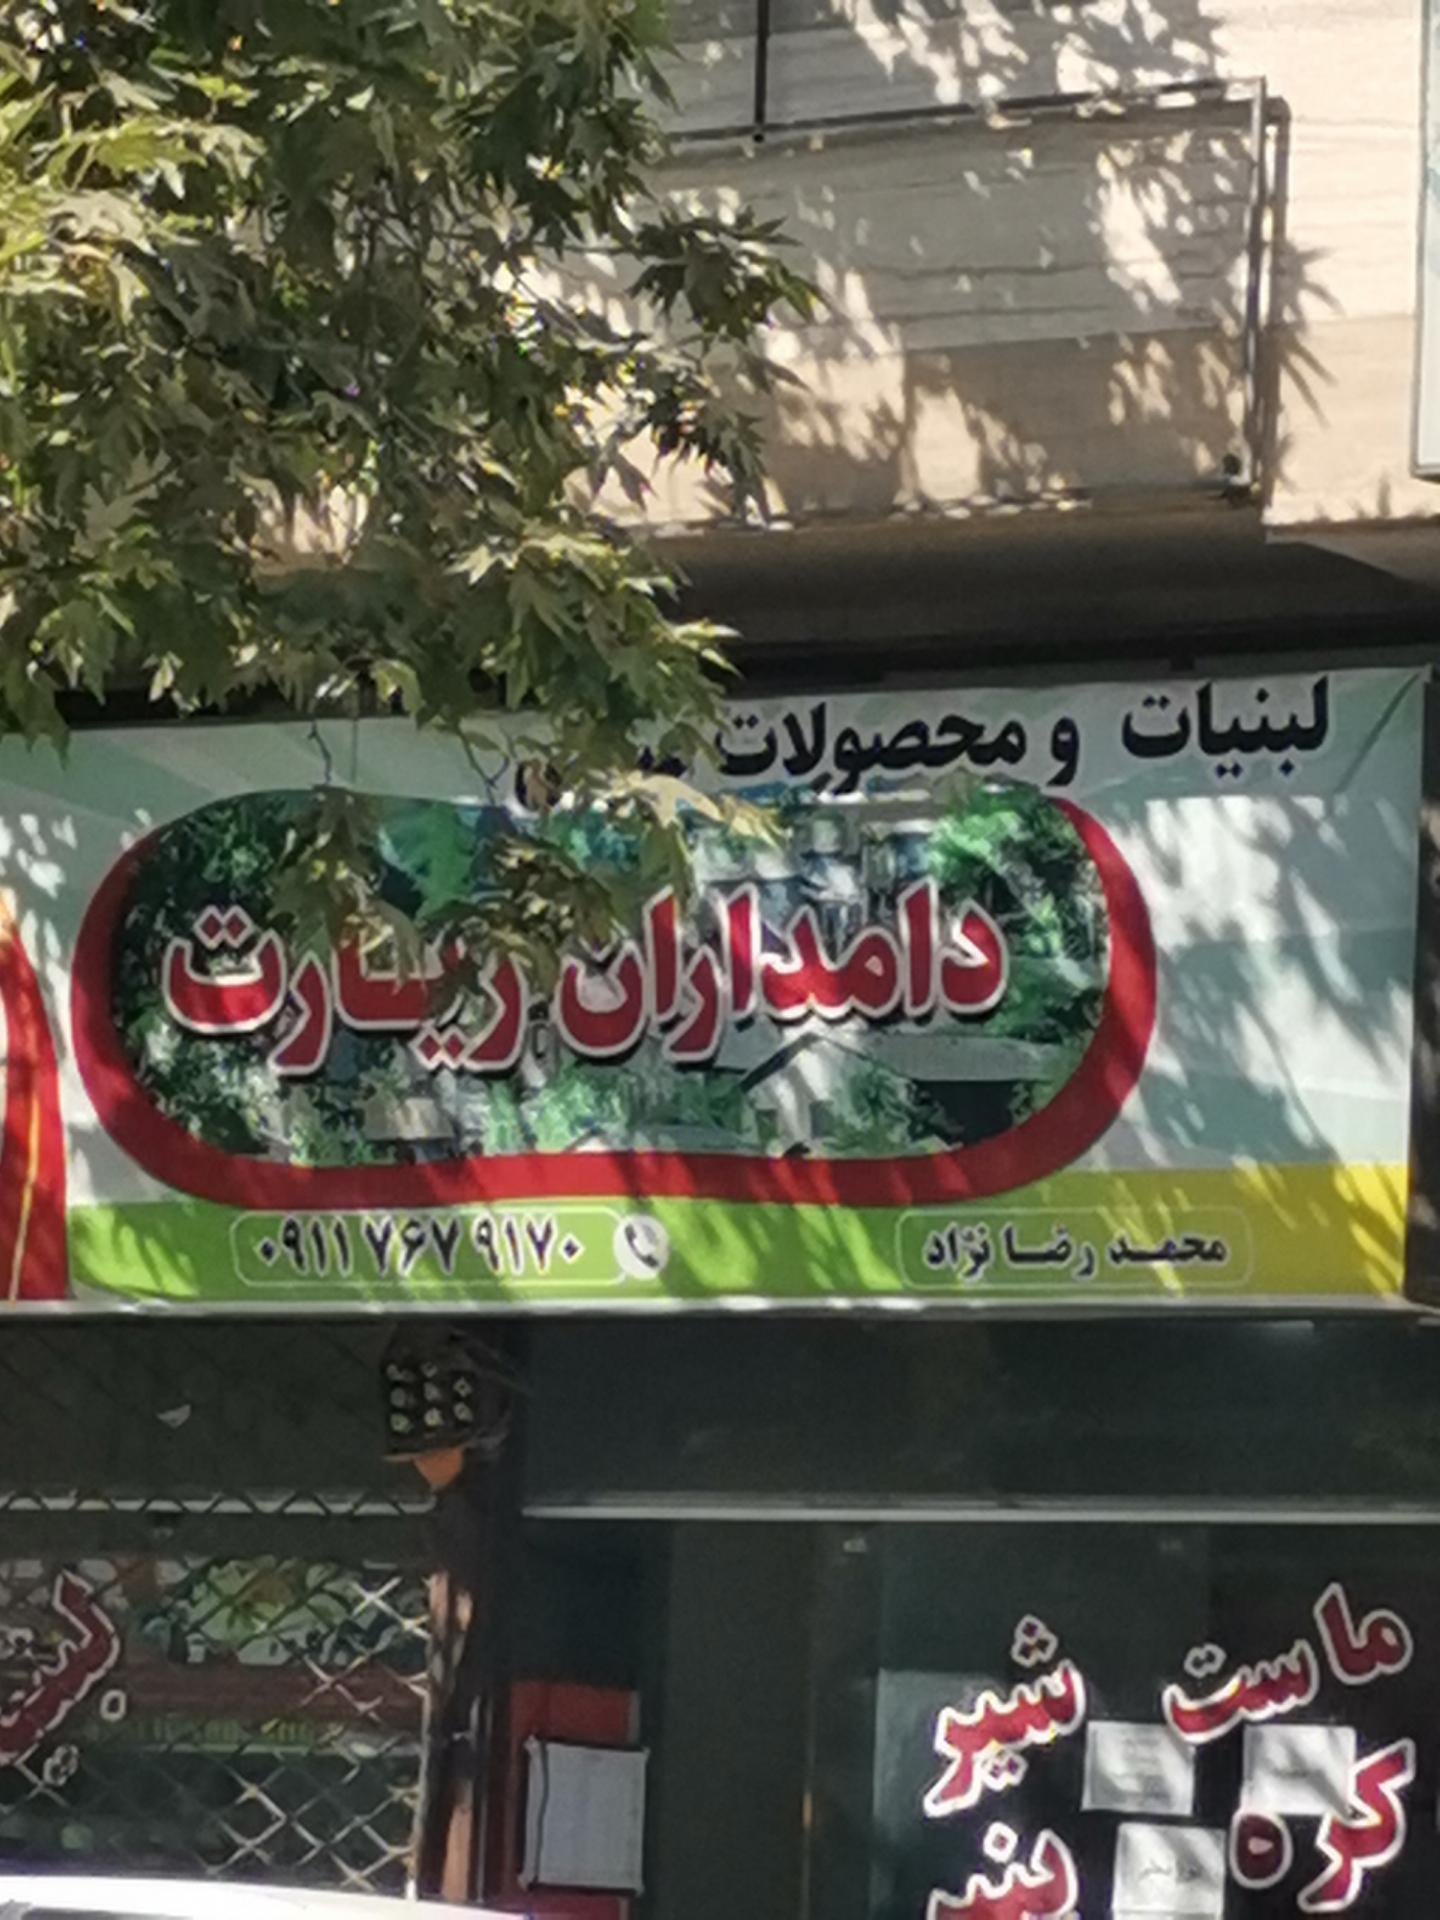 لبنیات و محصولات
دامداران زیارت
محمد رضا نژاد
۰۹۱۱ ۷۶۷ ۹۱۷۰
ماست شیر
کره